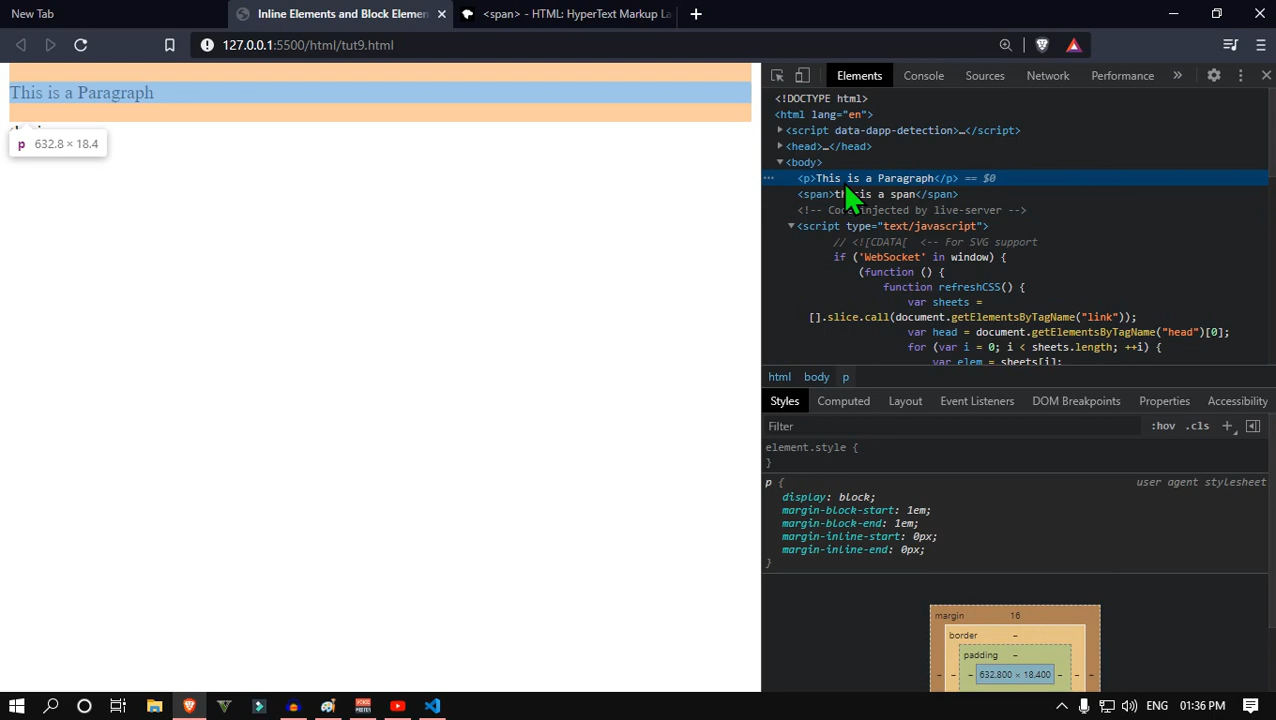 New Tab
Inline Elements and Block Elemen
<span> - HTML: HyperText Markup La
127.0.0.1:5500/html/tut9.html
This is a Paragraph
p 632.8 × 18.4
Elements
Console
Sources
Network
Performance
<!DOCTYPE html>
<html lang="en">
<script data-dapp-detection>…</script>
<head>…</head>
<body>
<p>This is a Paragraph</p> == $0
<span>this is a span</span>
<!-- Code injected by live-server -->
<script type="text/javascript">
// <![CDATA[ <-- For SVG support
if ('WebSocket' in window) {
(function () {
function refreshCSS() {
var sheets =
[].slice.call(document.getElementsByTagName("link"));
var head = document.getElementsByTagName("head")[0];
for (var i = 0; i < sheets.length; ++i) {
var elem = sheets[i];
html body p
Styles
Computed
Layout
Event Listeners
DOM Breakpoints
Properties
Accessibility
Filter
:hov .cls +
element.style {
}
p { user agent stylesheet
display: block;
margin-block-start: 1em;
margin-block-end: 1em;
margin-inline-start: 0px;
margin-inline-end: 0px;
}
margin 16
border –
padding –
– – – 632.800 × 18.400 – – –
ENG 01:36 PM